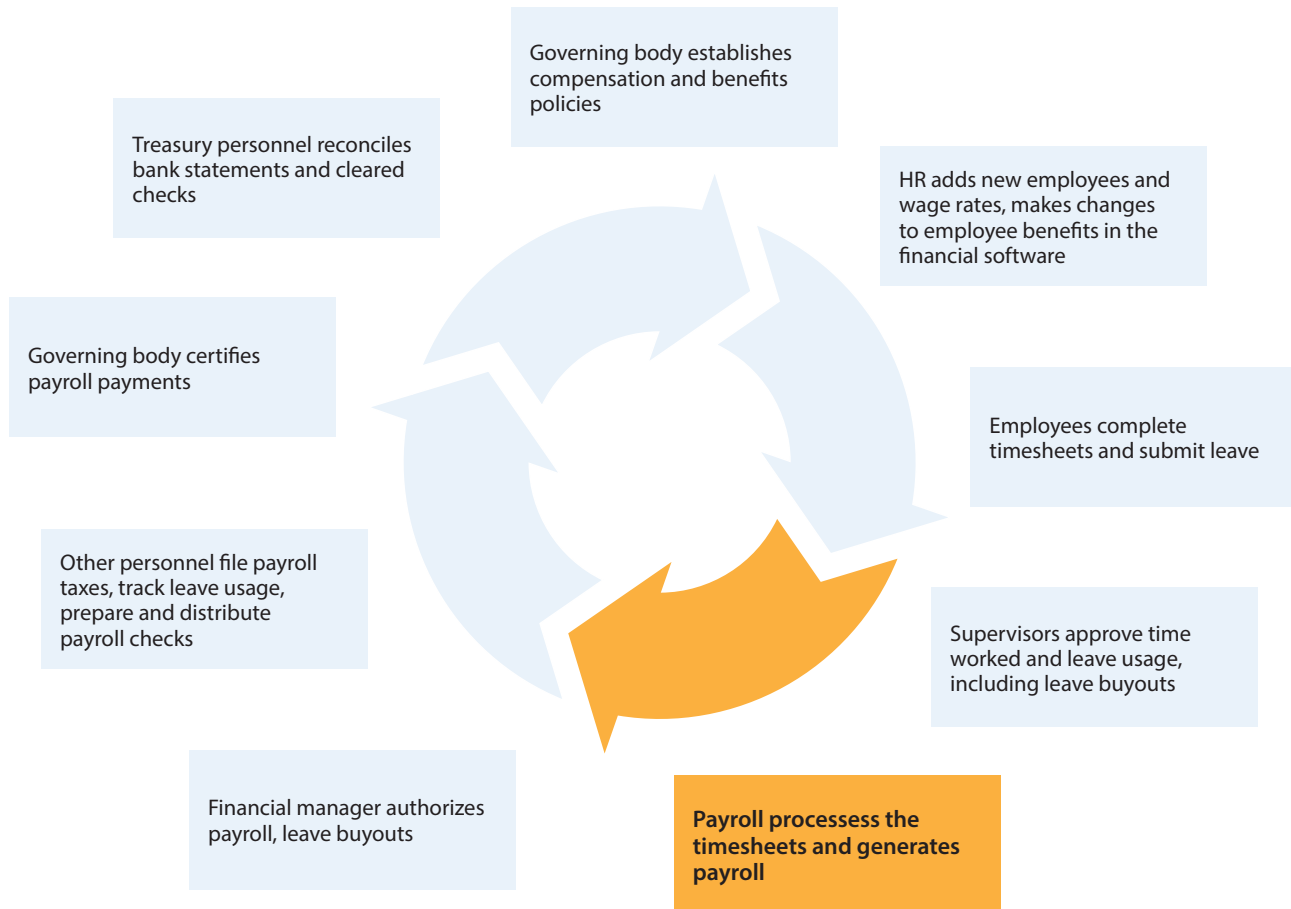 Governing body establishes
compensation and benefits
policies
HR adds new employees and
wage rates, makes changes
to employee benefits in the
financial software
Employees complete
timesheets and submit leave
Supervisors approve time
worked and leave usage,
including leave buyouts
Payroll processess the
timesheets and generates
payroll
Financial manager authorizes
payroll, leave buyouts
Other personnel file payroll
taxes, track leave usage,
prepare and distribute
payroll checks
Governing body certifies
payroll payments
Treasury personnel reconciles
bank statements and cleared
checks